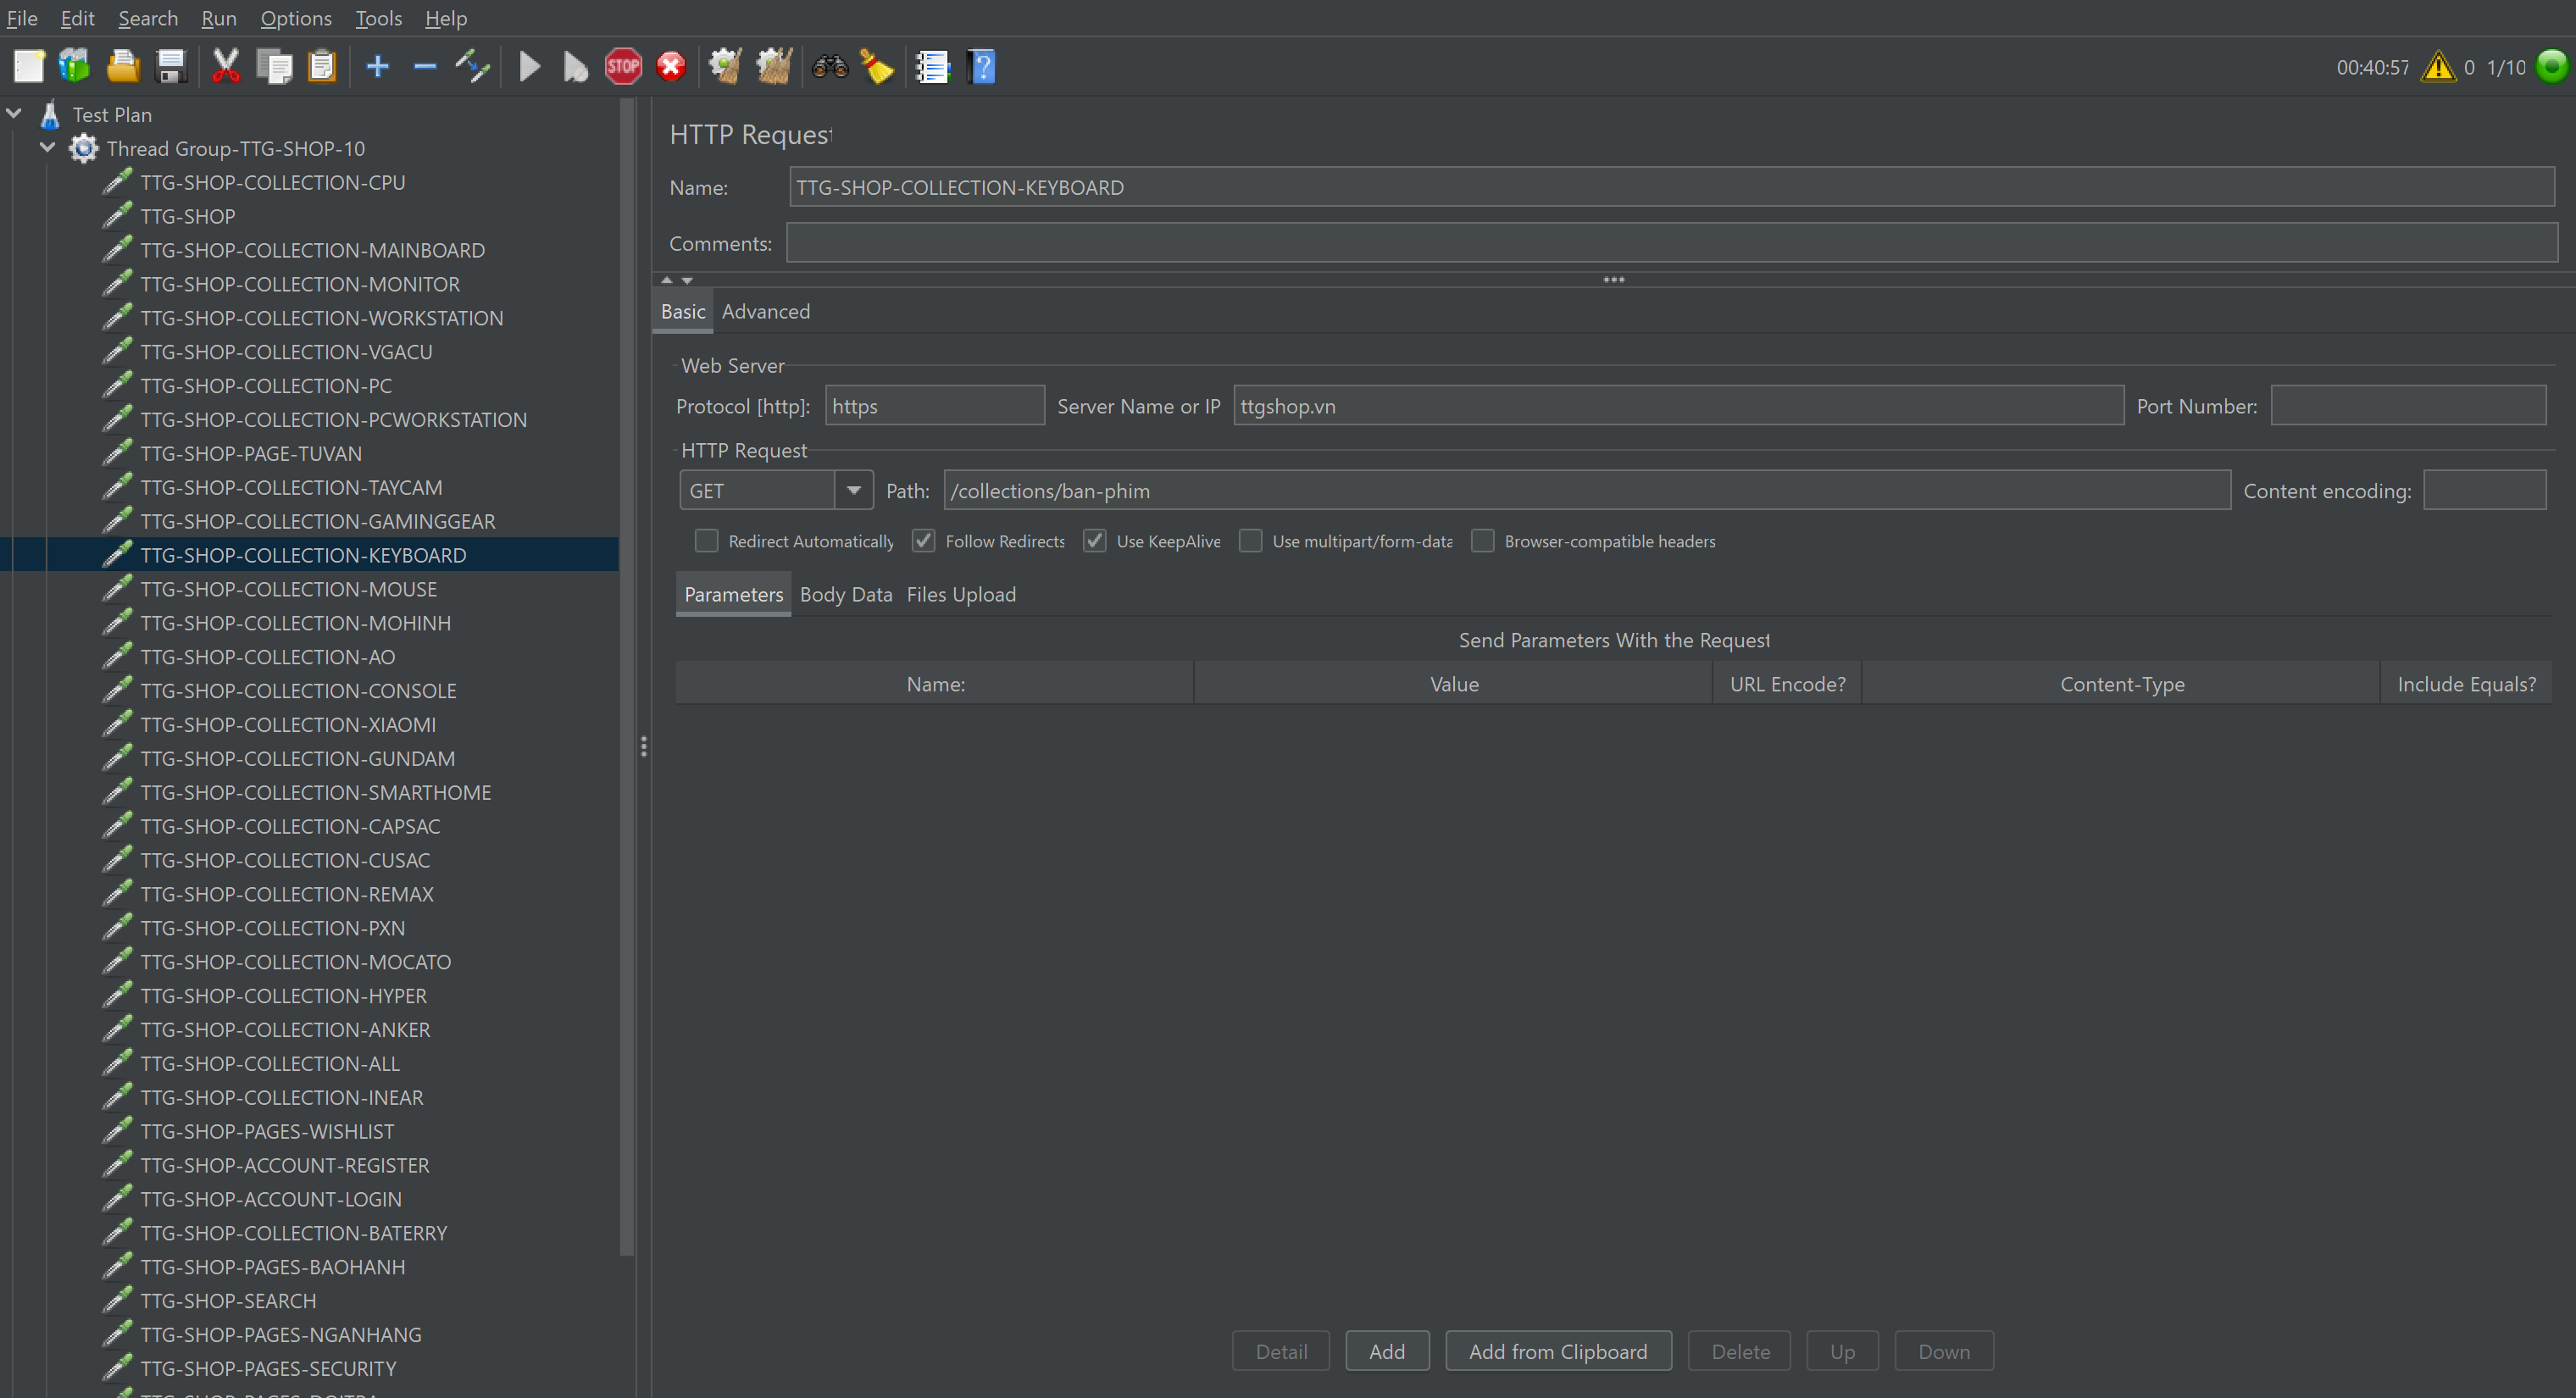 File Edit Search Run Options Tools Help
STOP
00:40:57 0 1/10
Test Plan
Thread Group-TTG-SHOP-10
TTG-SHOP-COLLECTION-CPU
TTG-SHOP
TTG-SHOP-COLLECTION-MAINBOARD
TTG-SHOP-COLLECTION-MONITOR
TTG-SHOP-COLLECTION-WORKSTATION
TTG-SHOP-COLLECTION-VGACU
TTG-SHOP-COLLECTION-PC
TTG-SHOP-COLLECTION-PCWORKSTATION
TTG-SHOP-PAGE-TUVAN
TTG-SHOP-COLLECTION-TAYCAM
TTG-SHOP-COLLECTION-GAMINGGEAR
TTG-SHOP-COLLECTION-KEYBOARD
TTG-SHOP-COLLECTION-MOUSE
TTG-SHOP-COLLECTION-MOHINH
TTG-SHOP-COLLECTION-AO
TTG-SHOP-COLLECTION-CONSOLE
TTG-SHOP-COLLECTION-XIAOMI
TTG-SHOP-COLLECTION-GUNDAM
TTG-SHOP-COLLECTION-SMARTHOME
TTG-SHOP-COLLECTION-CAPSAC
TTG-SHOP-COLLECTION-CUSAC
TTG-SHOP-COLLECTION-REMAX
TTG-SHOP-COLLECTION-PXN
TTG-SHOP-COLLECTION-MOCATO
TTG-SHOP-COLLECTION-HYPER
TTG-SHOP-COLLECTION-ANKER
TTG-SHOP-COLLECTION-ALL
TTG-SHOP-COLLECTION-INEAR
TTG-SHOP-PAGES-WISHLIST
TTG-SHOP-ACCOUNT-REGISTER
TTG-SHOP-ACCOUNT-LOGIN
TTG-SHOP-COLLECTION-BATERRY
TTG-SHOP-PAGES-BAOHANH
TTG-SHOP-SEARCH
TTG-SHOP-PAGES-NGANHANG
TTG-SHOP-PAGES-SECURITY
HTTP Request
Name: TTG-SHOP-COLLECTION-KEYBOARD
Comments:
Basic Advanced
Web Server
Protocol [http]: https Server Name or IP ttgshop.vn Port Number:
HTTP Request
GET Path: /collections/ban-phim Content encoding:
Redirect Automatically Follow Redirects Use KeepAlive Use multipart/form-data Browser-compatible headers
Parameters Body Data Files Upload
Send Parameters With the Request
Name: Value URL Encode? Content-Type Include Equals?
Detail Add Add from Clipboard Delete Up Down